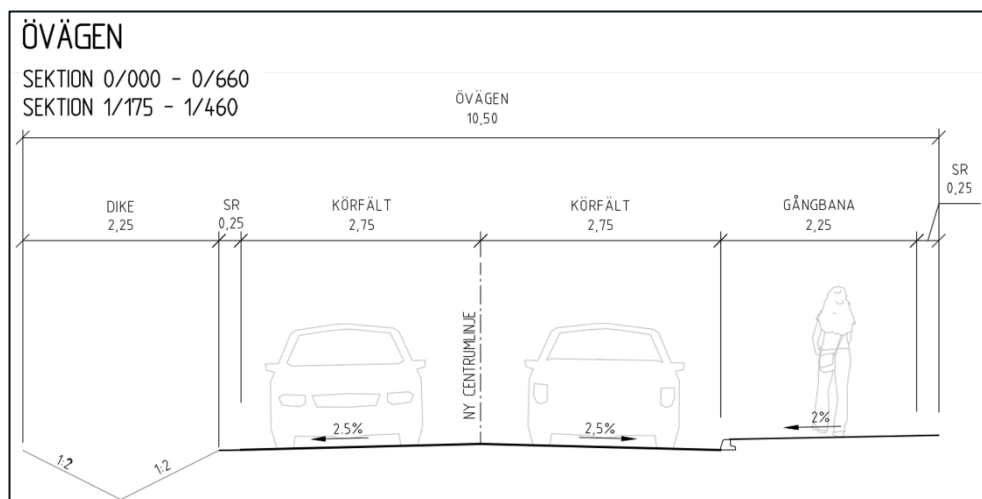 ÖVÄGEN
SEKTION 0/000 - 0/660
SEKTION 1/175 - 1/460
ÖVÄGEN
10,50
SR
0,25
DIKE
2,25
SR
0,25
KÖRFÄLT
2,75
KÖRFÄLT
2,75
GÅNGBANA
2,25
NY CENTRUMLINJE
2.5%
2,5%
2%
1:2
1:2